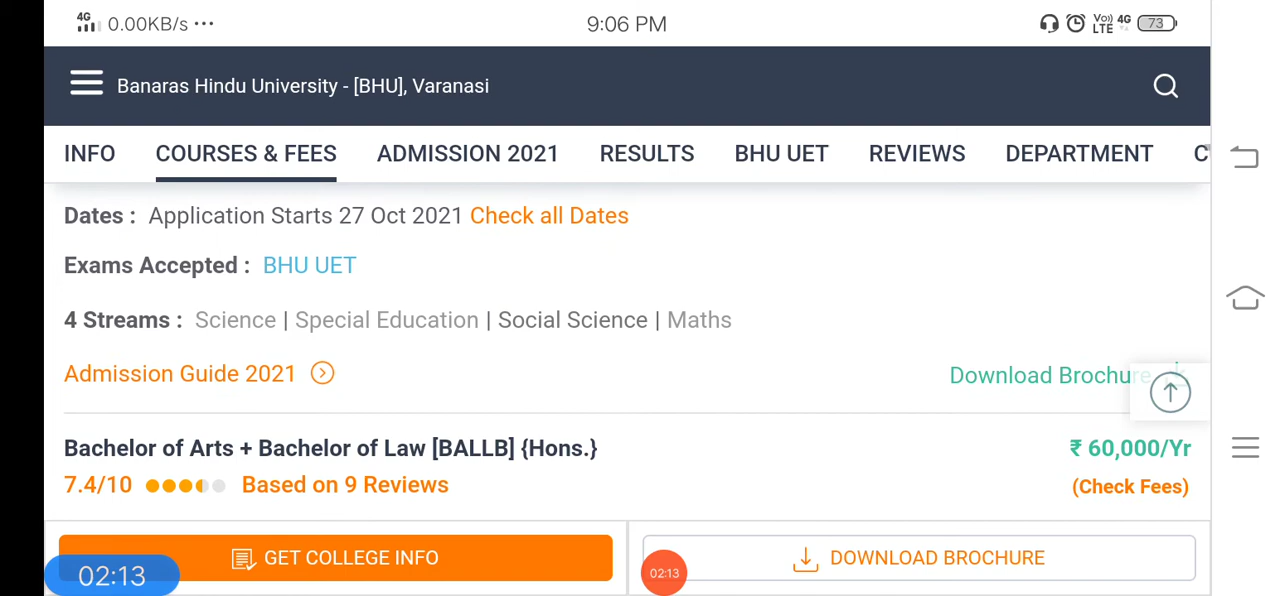 4G 0.00KB/s ... 9:06 PM Vo) LTE 4G 73
Banaras Hindu University - [BHU], Varanasi
INFO COURSES & FEES ADMISSION 2021 RESULTS BHU UET REVIEWS DEPARTMENT C
Dates : Application Starts 27 Oct 2021 Check all Dates
Exams Accepted : BHU UET
4 Streams : Science | Special Education | Social Science | Maths
Admission Guide 2021 Download Brochure
Bachelor of Arts + Bachelor of Law [BALLB] {Hons.} ₹ 60,000/Yr
7.4/10 Based on 9 Reviews (Check Fees)
GET COLLEGE INFO DOWNLOAD BROCHURE
02:13 02:13